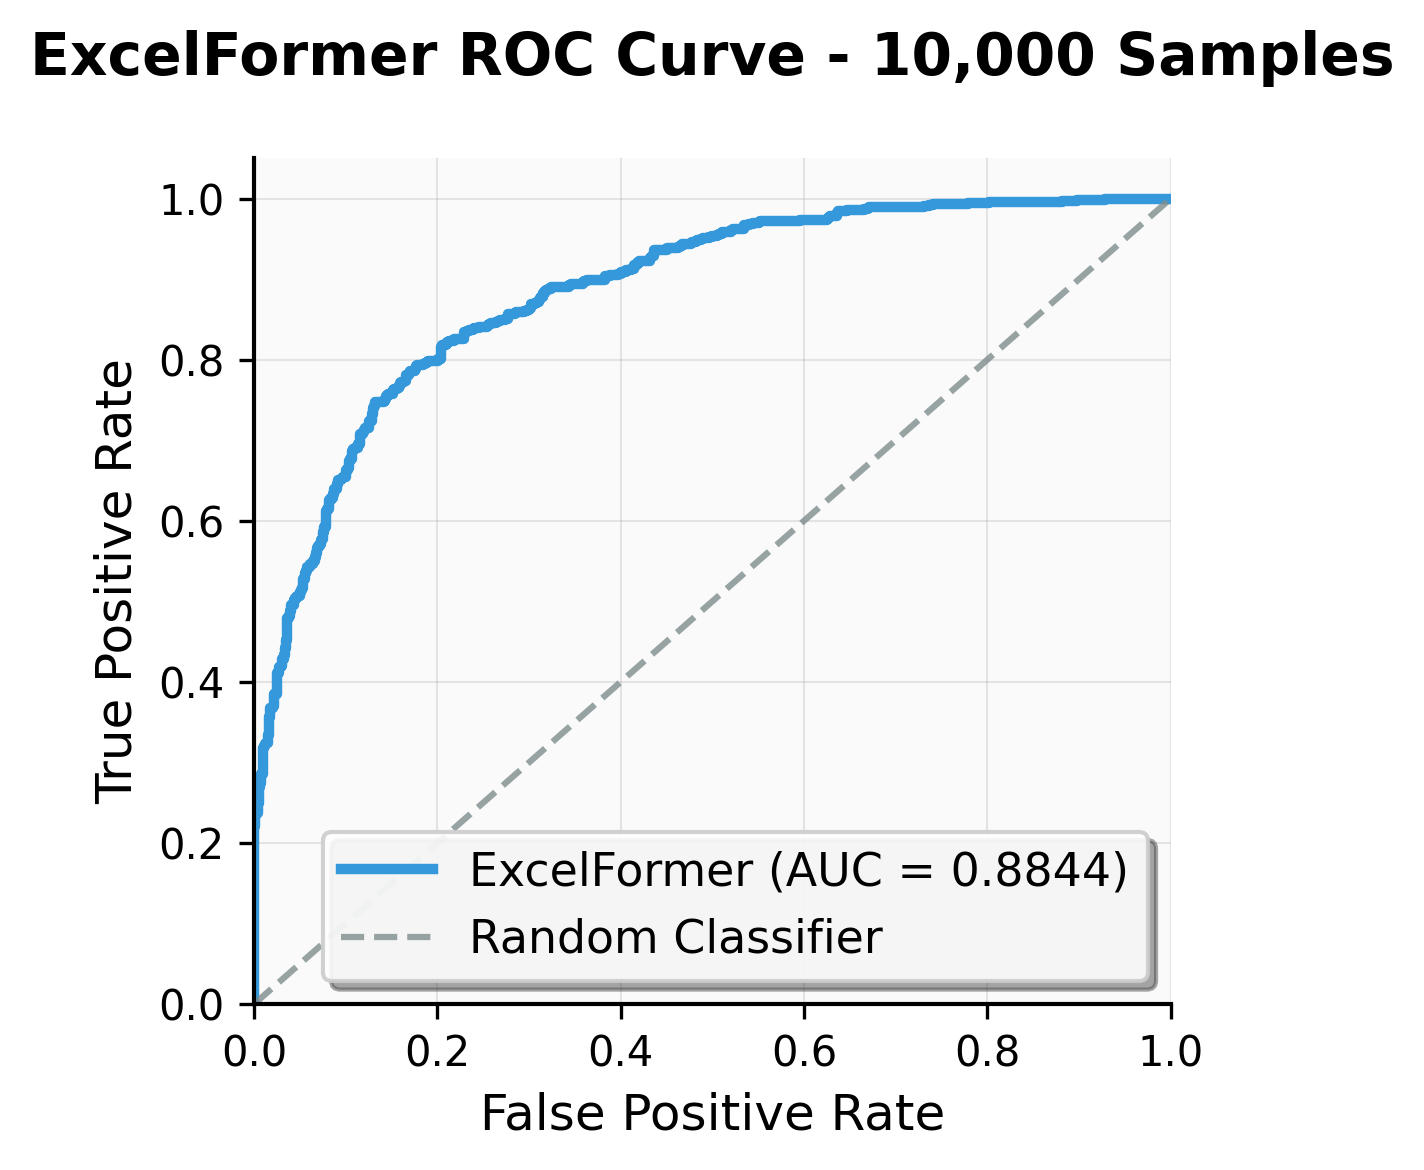 ExcelFormer ROC Curve - 10,000 Samples
True Positive Rate
1.0
0.8
0.6
0.4
0.2
0.0
ExcelFormer (AUC = 0.8844)
Random Classifier
0.0 0.2 0.4 0.6 0.8 1.0
False Positive Rate